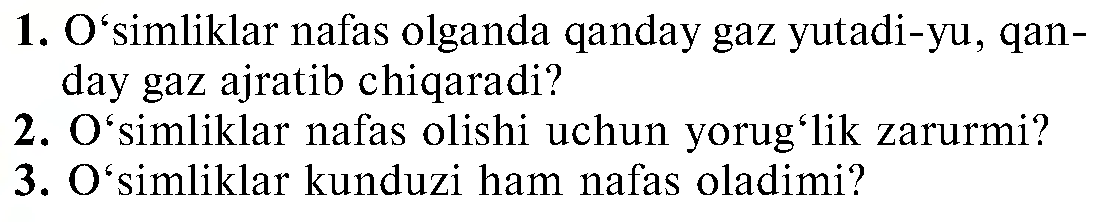 1. O‘simliklar nafas olganda qanday gaz yutadi-yu, qan-
day gaz ajratib chiqaradi?
2. O‘simliklar nafas olishi uchun yorug‘lik zarurmi?
3. O‘simliklar kunduzi ham nafas oladimi?